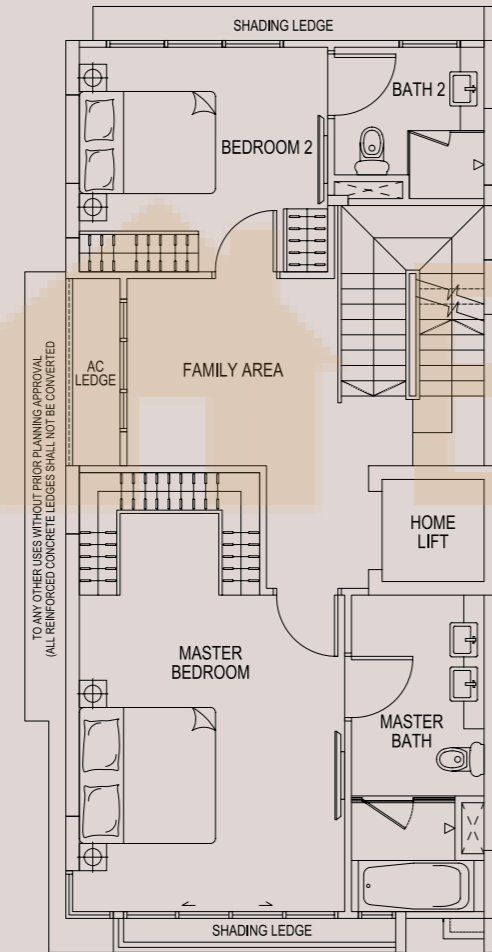 SHADING LEDGE
BATH 2
BEDROOM 2
AC
LEDGE
FAMILY AREA
TO ANY OTHER USES WITHOUT PRIOR PLANNING APPROVAL
(ALL REINFORCED CONCRETE LEDGES SHALL NOT BE CONVERTED
HOME
LIFT
MASTER
BEDROOM
MASTER
BATH
SHADING LEDGE